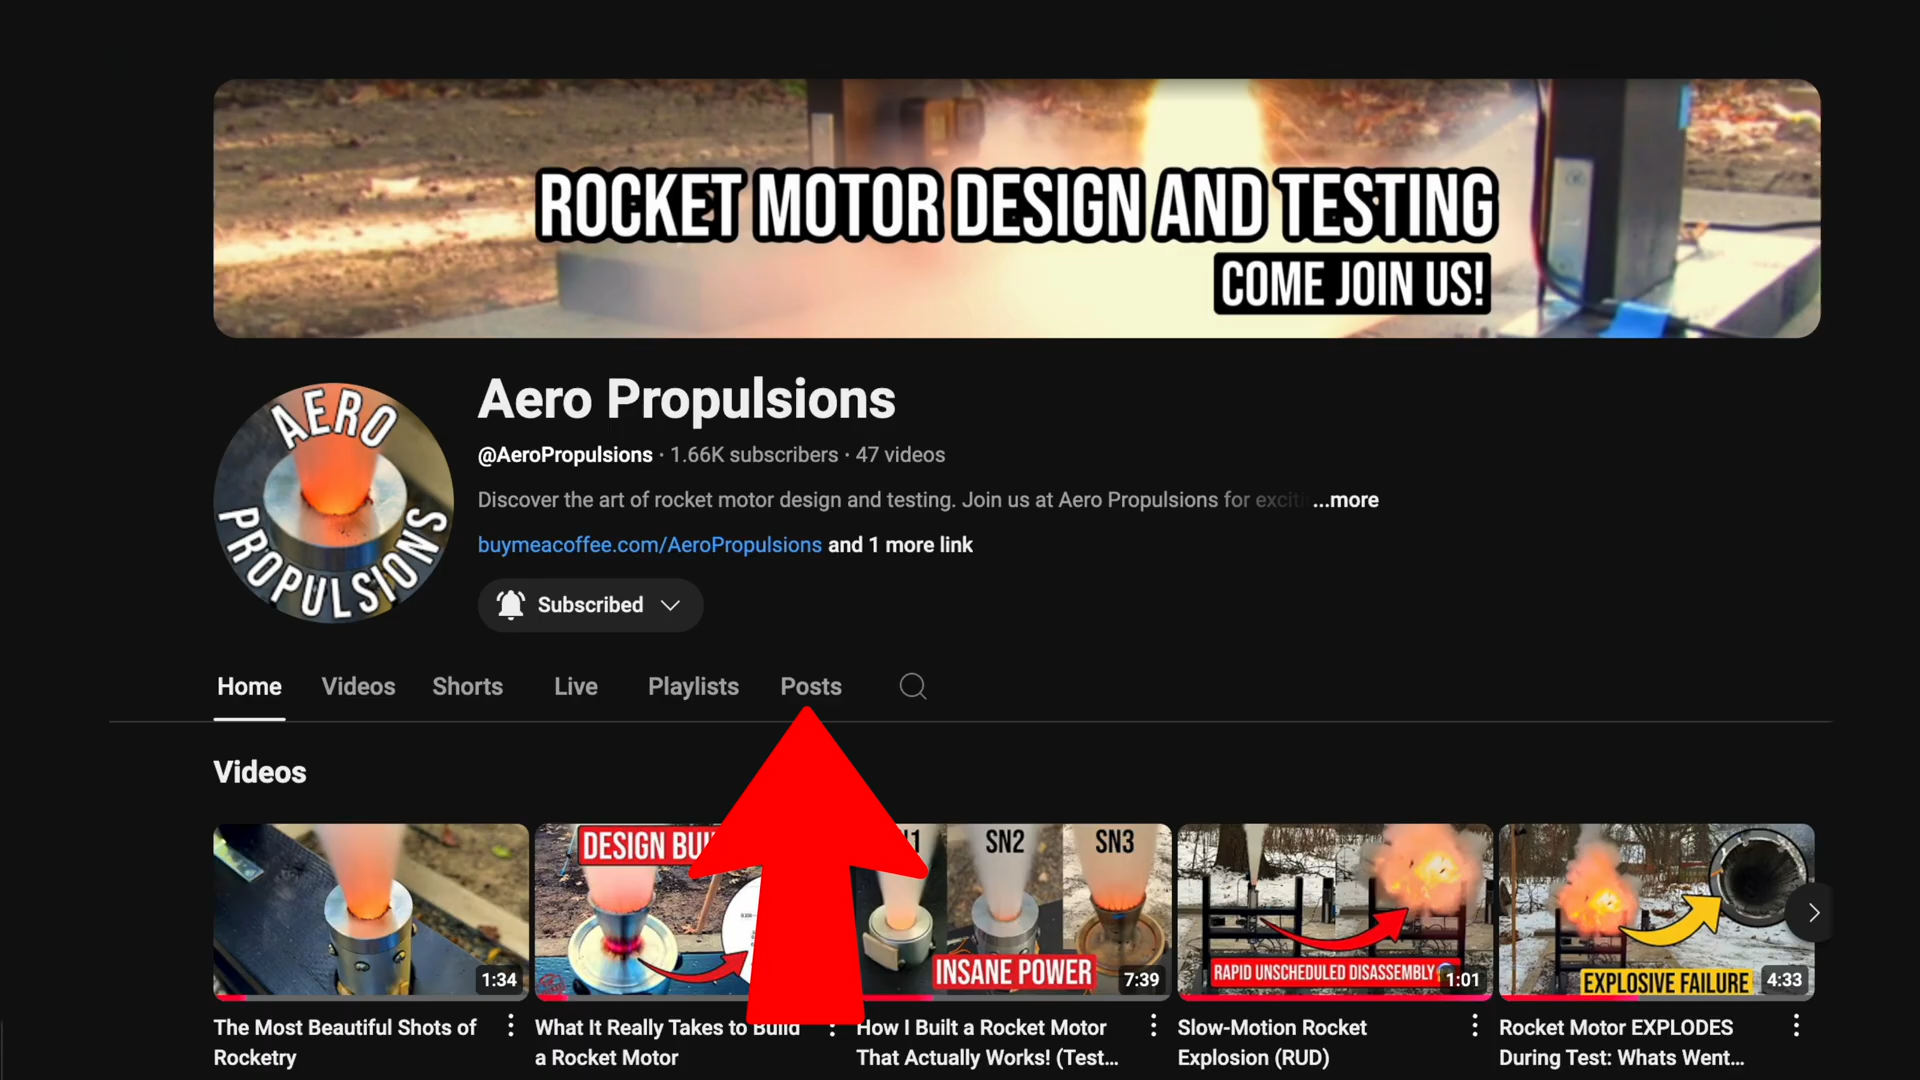 ROCKET MOTOR DESIGN AND TESTING
COME JOIN US!
AERO
PROPULSIONS
Aero Propulsions
@AeroPropulsions · 1.66K subscribers · 47 videos
Discover the art of rocket motor design and testing. Join us at Aero Propulsions for exciti ...more
buymeacoffee.com/AeroPropulsions and 1 more link
Subscribed
Home Videos Shorts Live Playlists Posts
Videos
1:34
DESIGN BUI
SN2 SN3
INSANE POWER
7:39
RAPID UNSCHEDULED DISASSEMBLY
1:01
EXPLOSIVE FAILURE
4:33
The Most Beautiful Shots of
Rocketry
What It Really Takes to Build
a Rocket Motor
How I Built a Rocket Motor
That Actually Works! (Test...
Slow-Motion Rocket
Explosion (RUD)
Rocket Motor EXPLODES
During Test: Whats Went...